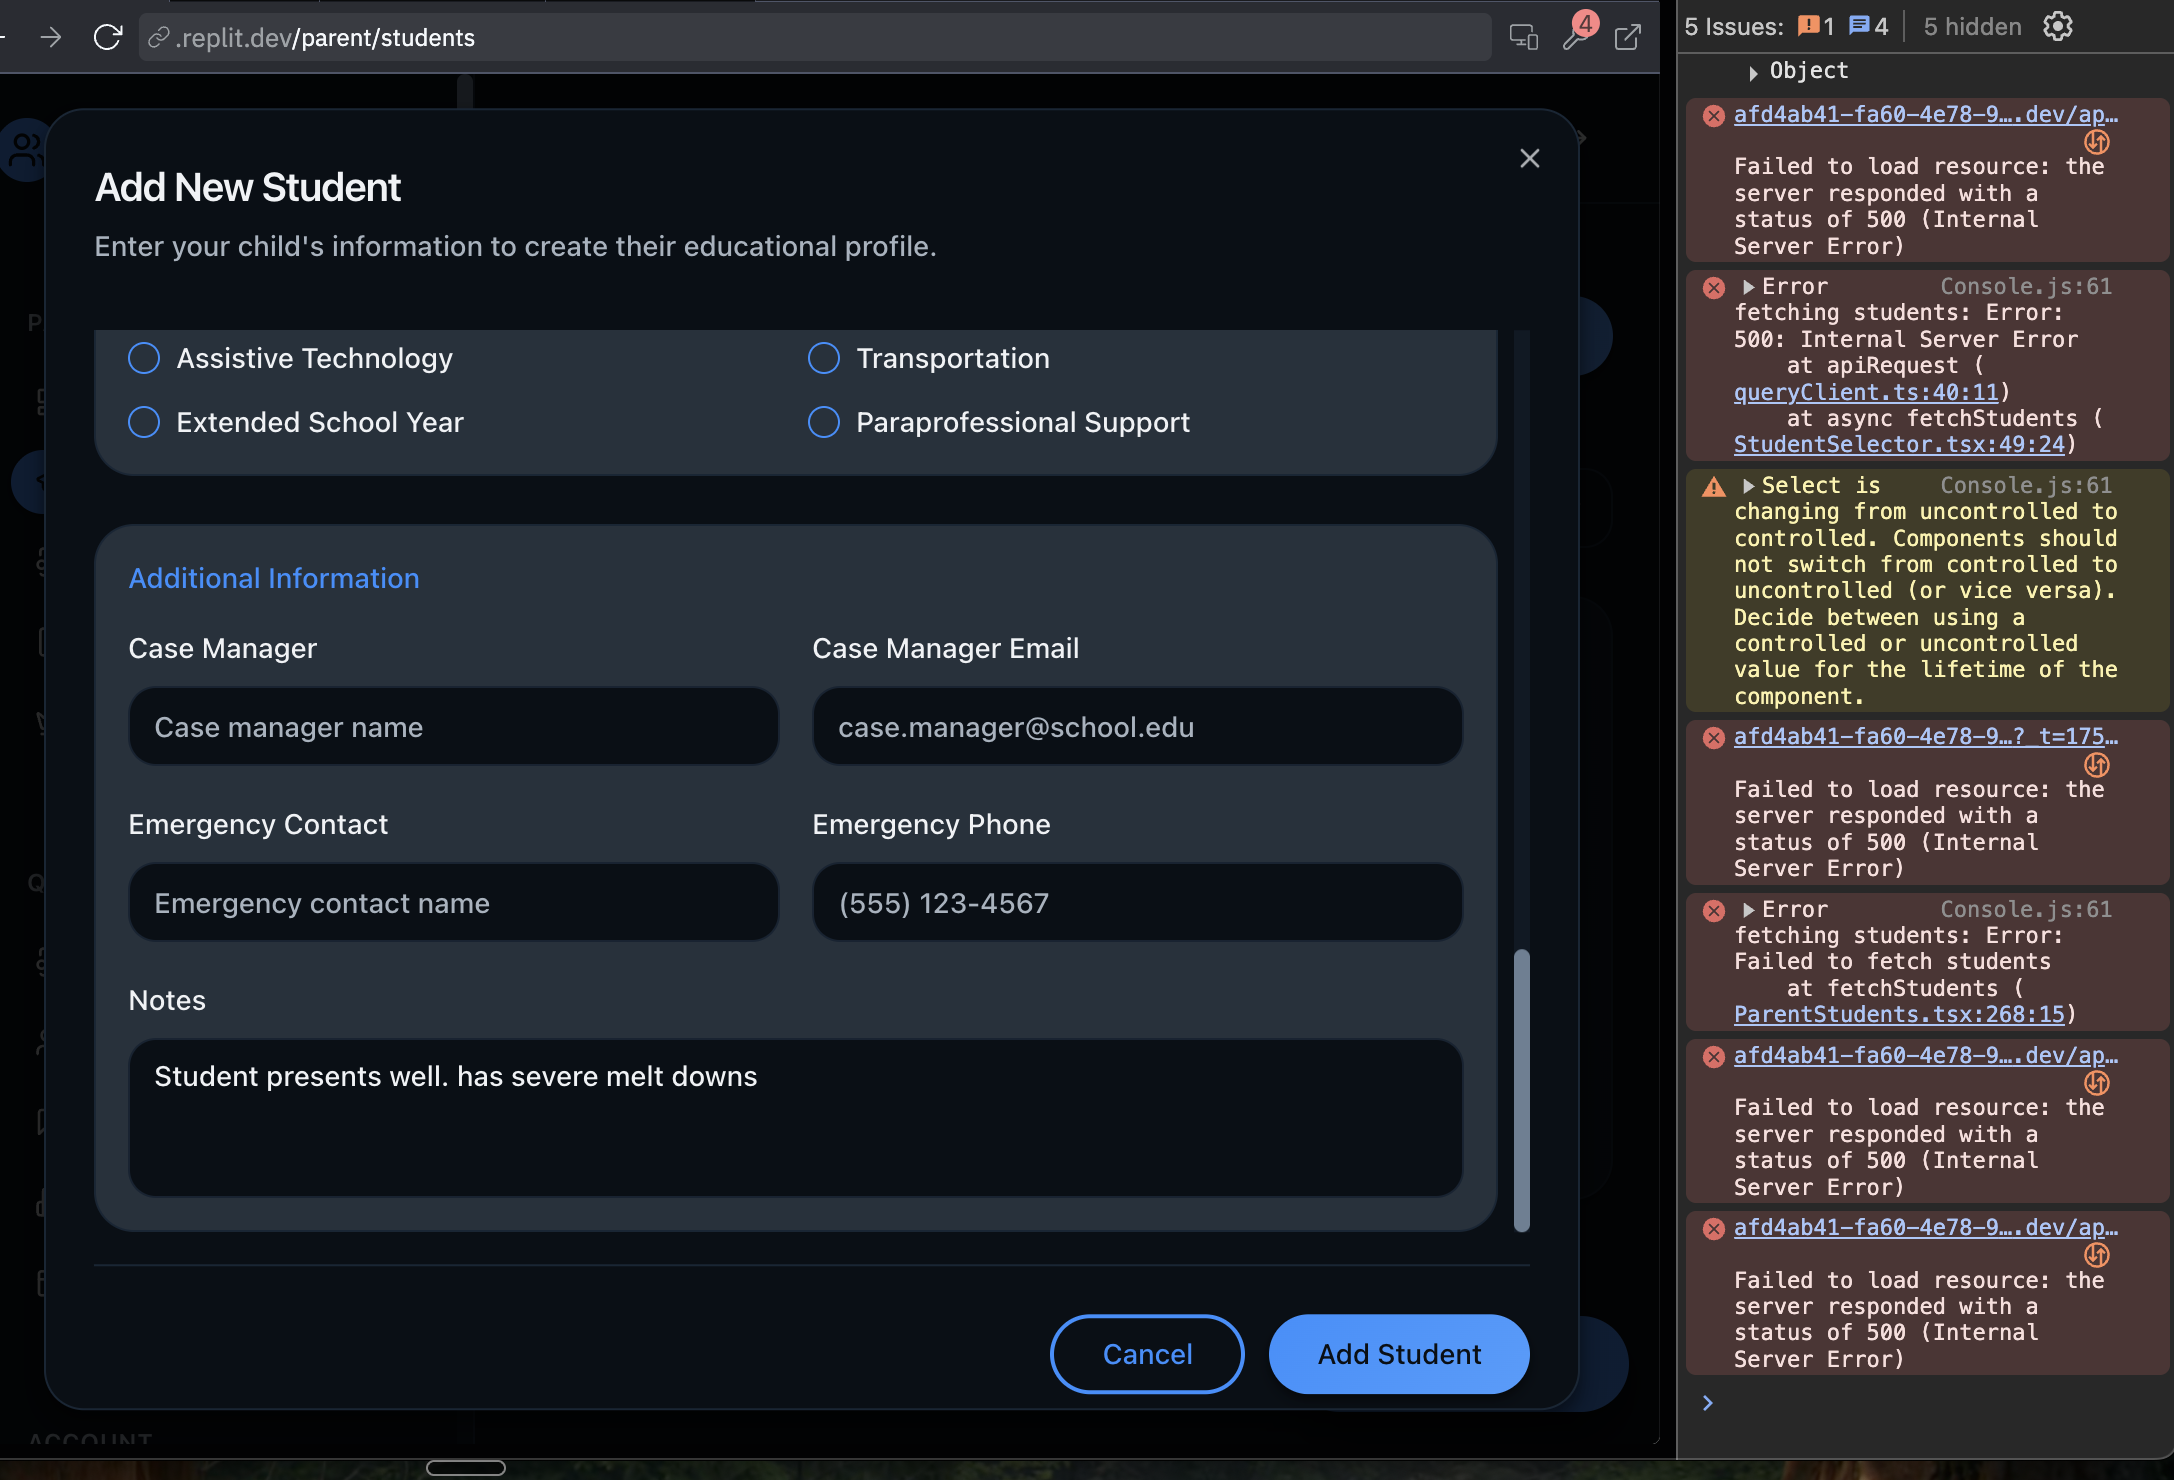 .replit.dev/parent/students
4
Add New Student
Enter your child's information to create their educational profile.
Assistive Technology
Transportation
Extended School Year
Paraprofessional Support
Additional Information
Case Manager
Case Manager Email
Case manager name
case.manager@school.edu
Emergency Contact
Emergency Phone
Emergency contact name
(555) 123-4567
Notes
Student presents well. has severe melt downs
Cancel
Add Student
ACCOUNT
5 Issues: 1 4 5 hidden
Object
afd4ab41-fa60-4e78-9….dev/ap…
Failed to load resource: the
server responded with a
status of 500 (Internal
Server Error)
Error Console.js:61
fetching students: Error:
500: Internal Server Error
at apiRequest (
queryClient.ts:40:11)
at async fetchStudents (
StudentSelector.tsx:49:24)
Select is Console.js:61
changing from uncontrolled to
controlled. Components should
not switch from controlled to
uncontrolled (or vice versa).
Decide between using a
controlled or uncontrolled
value for the lifetime of the
component.
afd4ab41-fa60-4e78-9…?_t=175…
Failed to load resource: the
server responded with a
status of 500 (Internal
Server Error)
Error Console.js:61
fetching students: Error:
Failed to fetch students
at fetchStudents (
ParentStudents.tsx:268:15)
afd4ab41-fa60-4e78-9….dev/ap…
Failed to load resource: the
server responded with a
status of 500 (Internal
Server Error)
afd4ab41-fa60-4e78-9….dev/ap…
Failed to load resource: the
server responded with a
status of 500 (Internal
Server Error)